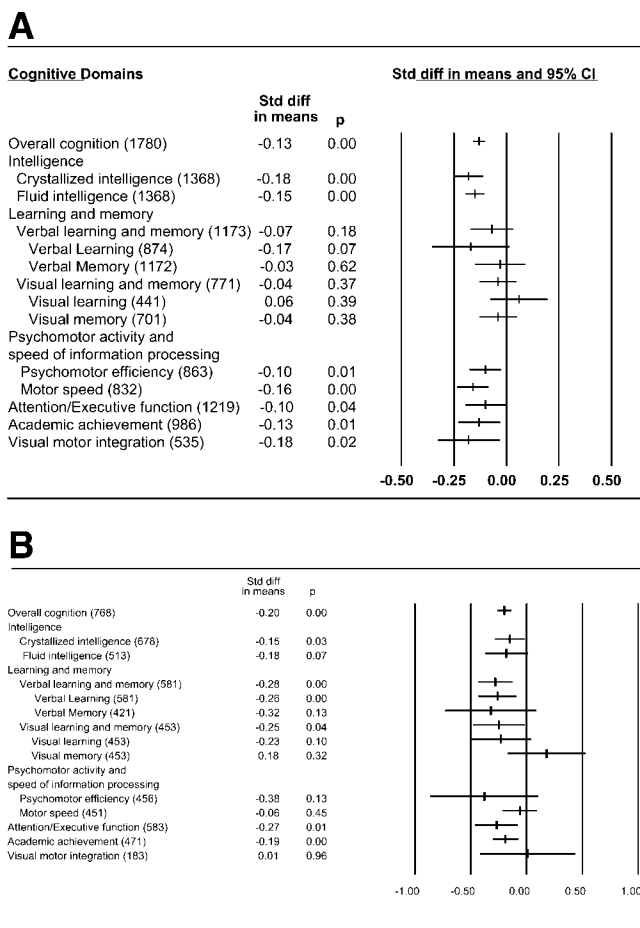 A
Cognitive Domains Std diff in means and 95% CI
Std diff
in means p
Overall cognition (1780) -0.13 0.00
Intelligence
Crystallized intelligence (1368) -0.18 0.00
Fluid intelligence (1368) -0.15 0.00
Learning and memory
Verbal learning and memory (1173) -0.07 0.18
Verbal Learning (874) -0.17 0.07
Verbal Memory (1172) -0.03 0.62
Visual learning and memory (771) -0.04 0.37
Visual learning (441) 0.06 0.39
Visual memory (701) -0.04 0.38
Psychomotor activity and
speed of information processing
Psychomotor efficiency (863) -0.10 0.01
Motor speed (832) -0.16 0.00
Attention/Executive function (1219) -0.10 0.04
Academic achievement (986) -0.13 0.01
Visual motor integration (535) -0.18 0.02
-0.50 -0.25 0.00 0.25 0.50
B
Std diff
in means p
Overall cognition (768) -0.20 0.00
Intelligence
Crystallized intelligence (678) -0.15 0.03
Fluid intelligence (513) -0.18 0.07
Learning and memory
Verbal learning and memory (581) -0.28 0.00
Verbal Learning (581) -0.26 0.00
Verbal Memory (421) -0.32 0.13
Visual learning and memory (453) -0.25 0.04
Visual learning (453) -0.23 0.10
Visual memory (453) 0.18 0.32
Psychomotor activity and
speed of information processing
Psychomotor efficiency (456) -0.38 0.13
Motor speed (451) -0.06 0.45
Attention/Executive function (583) -0.27 0.01
Academic achievement (471) -0.19 0.00
Visual motor integration (183) 0.01 0.96
-1.00 -0.50 0.00 0.50 1.00